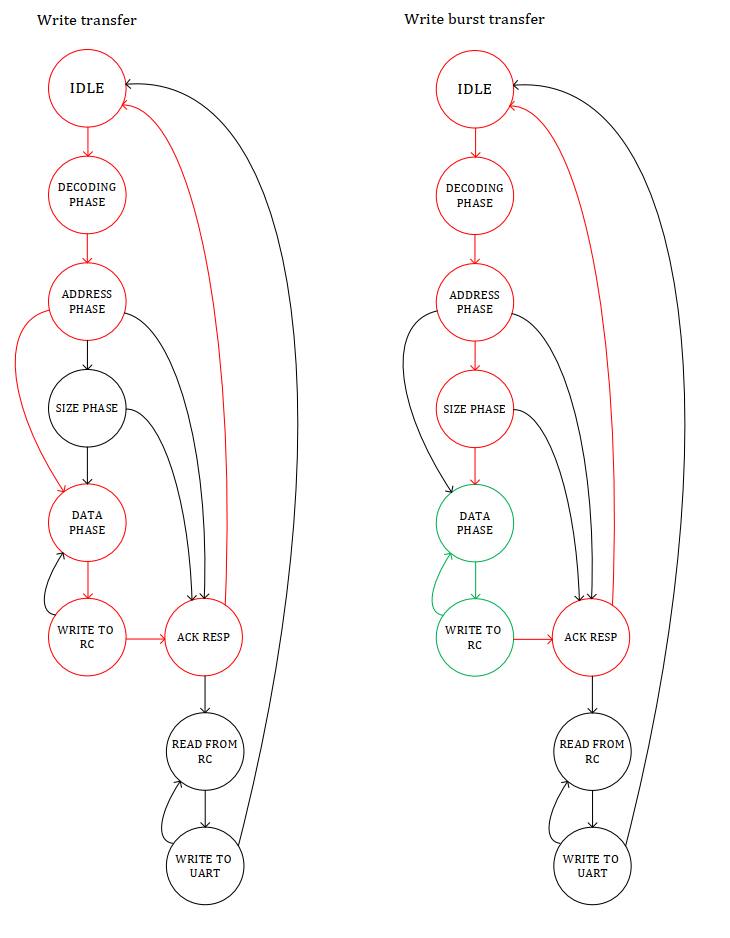 Write transfer
IDLE
DECODING
PHASE
ADDRESS
PHASE
SIZE PHASE
DATA
PHASE
WRITE TO
RC
ACK RESP
READ FROM
RC
WRITE TO
UART
Write burst transfer
IDLE
DECODING
PHASE
ADDRESS
PHASE
SIZE PHASE
DATA
PHASE
WRITE TO
RC
ACK RESP
READ FROM
RC
WRITE TO
UART